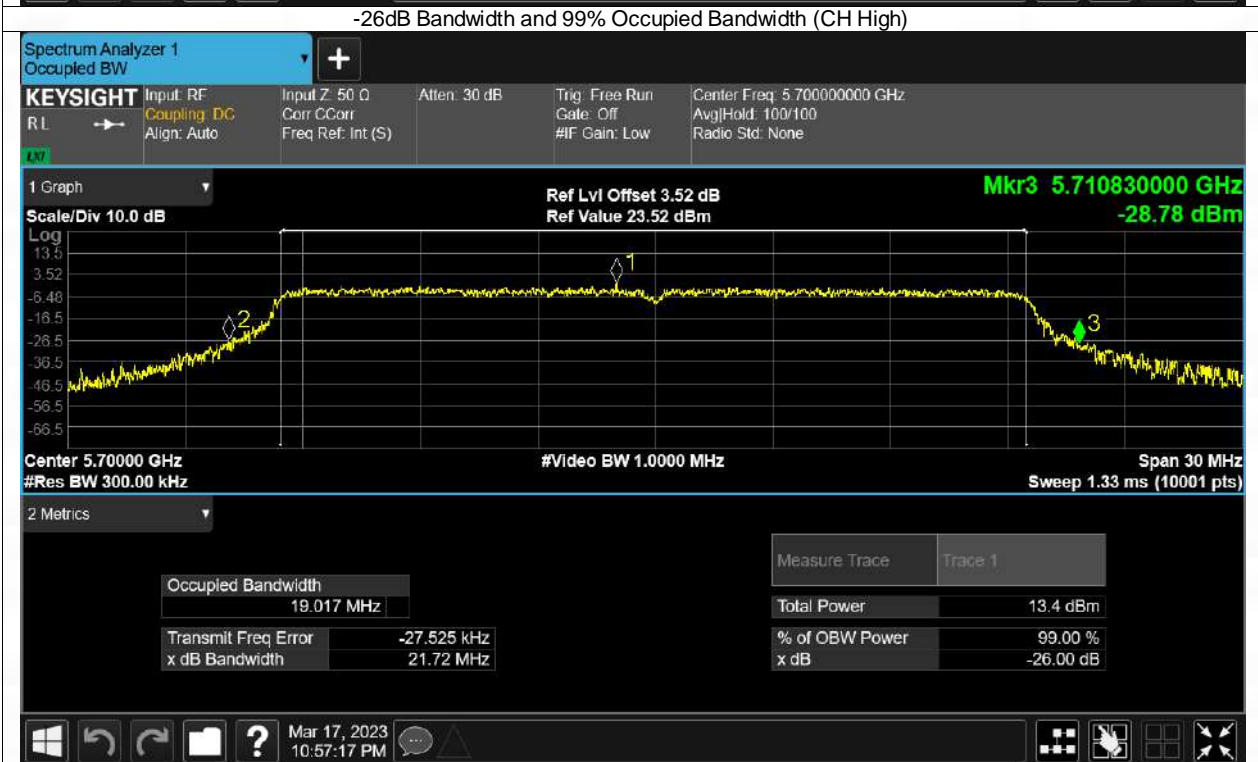 -26dB Bandwidth and 99% Occupied Bandwidth (CH High)
Spectrum Analyzer 1
Occupied BW
+
KEYSIGHT
R L
LXI
Input: RF
Coupling: DC
Align: Auto
Input Z: 50 Ω
Corr CCorr
Freq Ref: Int (S)
Atten: 30 dB
Trig: Free Run
Gate: Off
#IF Gain: Low
Center Freq: 5.700000000 GHz
Avg|Hold: 100/100
Radio Std: None
1 Graph
Scale/Div 10.0 dB
Ref Lvl Offset 3.52 dB
Ref Value 23.52 dBm
Mkr3 5.710830000 GHz
-28.78 dBm
Log
13.5
3.52
-6.48
-16.5
-26.5
-36.5
-46.5
-56.5
-66.5
1
2
3
Center 5.70000 GHz
#Res BW 300.00 kHz
#Video BW 1.0000 MHz
Span 30 MHz
Sweep 1.33 ms (10001 pts)
2 Metrics
Occupied Bandwidth
19.017 MHz
Transmit Freq Error -27.525 kHz
x dB Bandwidth 21.72 MHz
Measure Trace Trace 1
Total Power 13.4 dBm
% of OBW Power 99.00 %
x dB -26.00 dB
?
Mar 17, 2023
10:57:17 PM